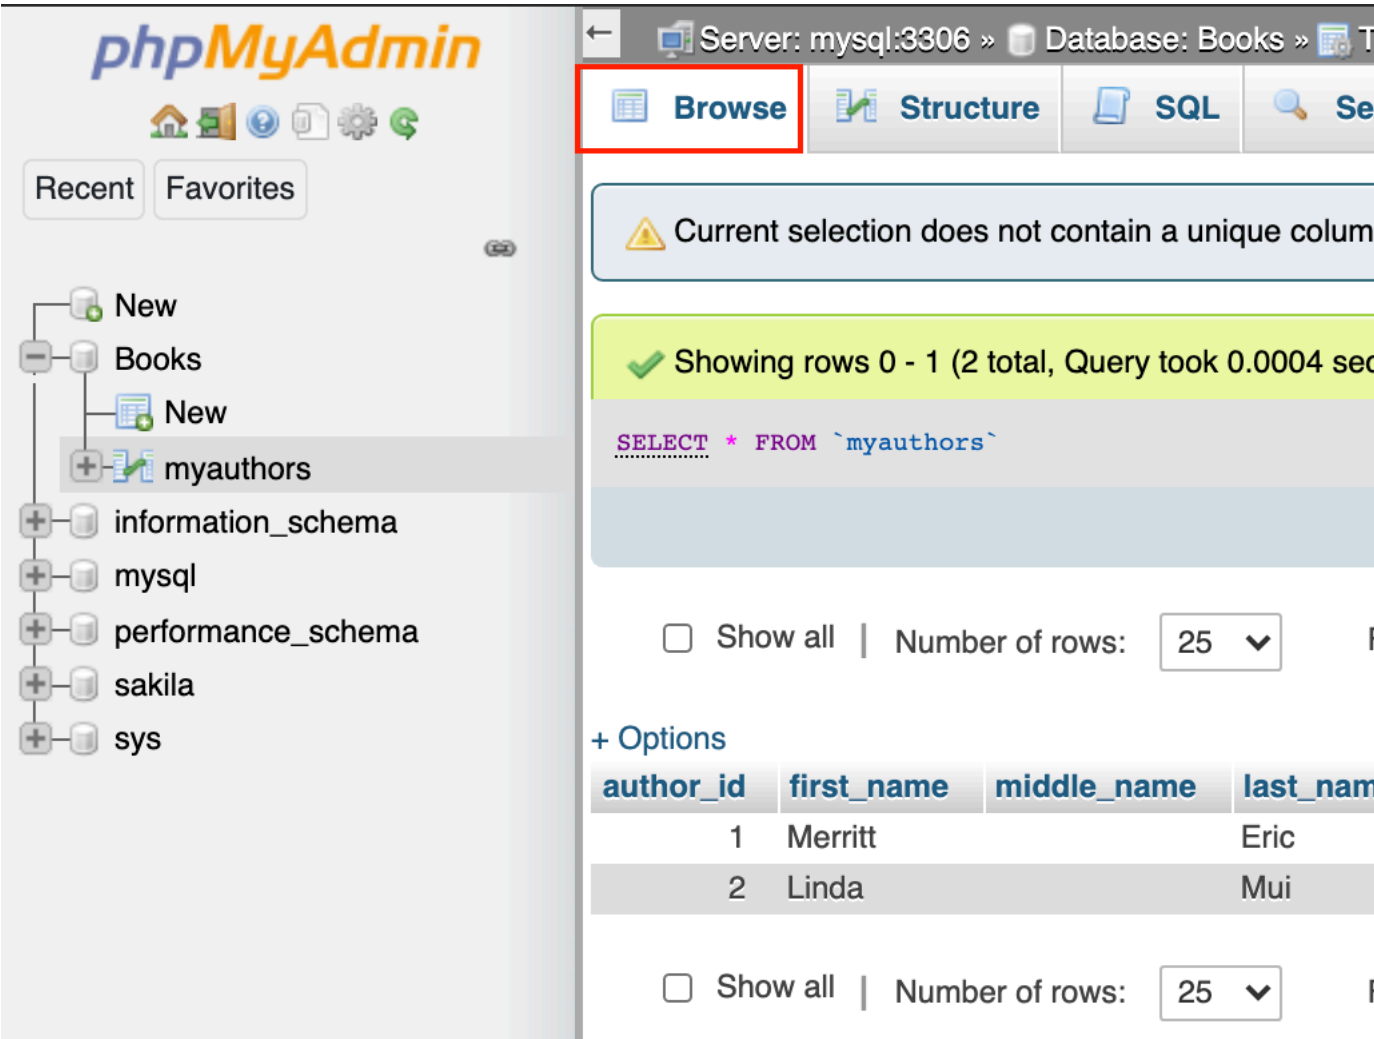 phpMyAdmin
Recent Favorites
New
Books
New
myauthors
information_schema
mysql
performance_schema
sakila
sys
← Server: mysql:3306 » Database: Books »
Browse Structure SQL Se
Current selection does not contain a unique colum
Showing rows 0 - 1 (2 total, Query took 0.0004 sec
SELECT * FROM `myauthors`
Show all | Number of rows: 25
+ Options
author_id first_name middle_name last_nam
1 Merritt Eric
2 Linda Mui
Show all | Number of rows: 25